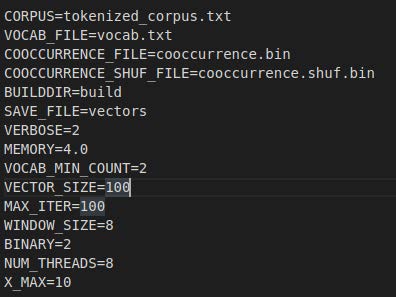 CORPUS=tokenized_corpus.txt
VOCAB_FILE=vocab.txt
COOCCURRENCE_FILE=cooccurrence.bin
COOCCURRENCE_SHUF_FILE=cooccurrence.shuf.bin
BUILDDIR=build
SAVE_FILE=vectors
VERBOSE=2
MEMORY=4.0
VOCAB_MIN_COUNT=2
VECTOR_SIZE=100
MAX_ITER=100
WINDOW_SIZE=8
BINARY=2
NUM_THREADS=8
X_MAX=10